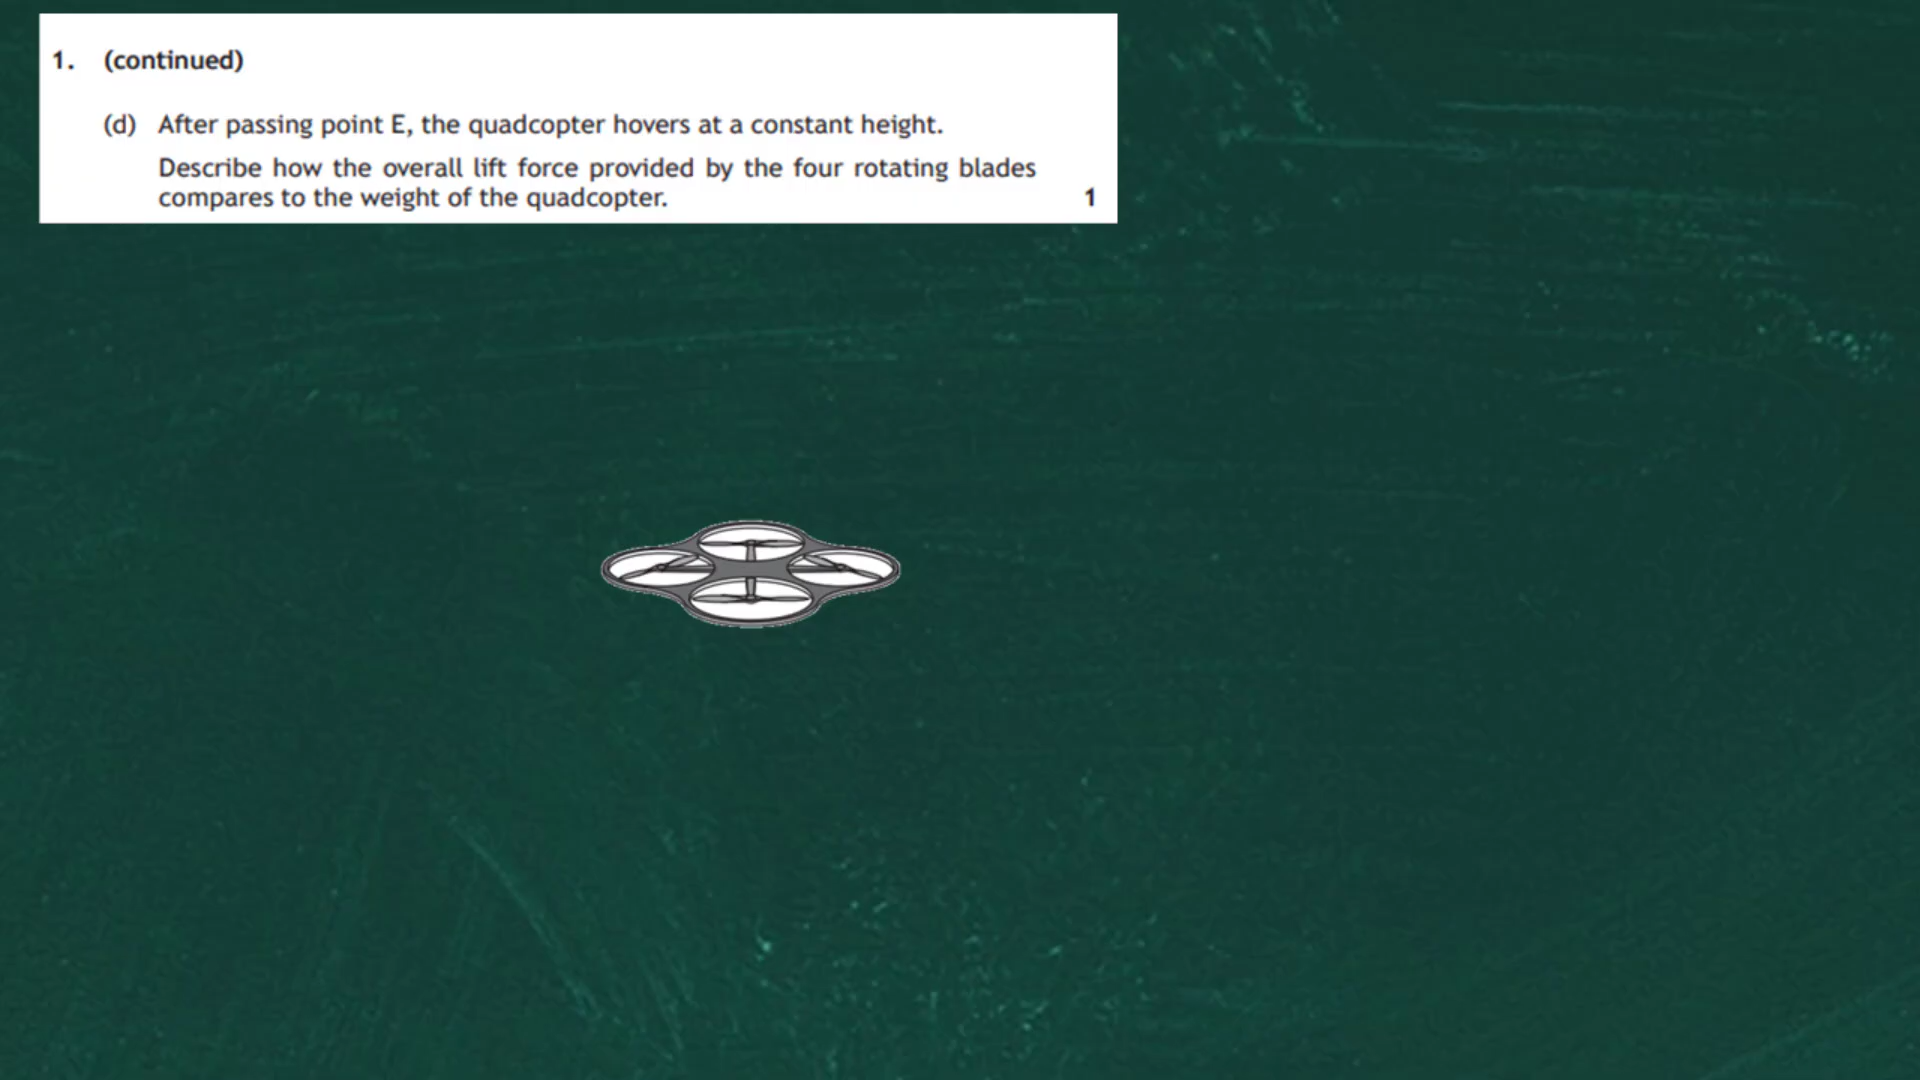 1. (continued)
(d) After passing point E, the quadcopter hovers at a constant height.
Describe how the overall lift force provided by the four rotating blades
compares to the weight of the quadcopter. 1